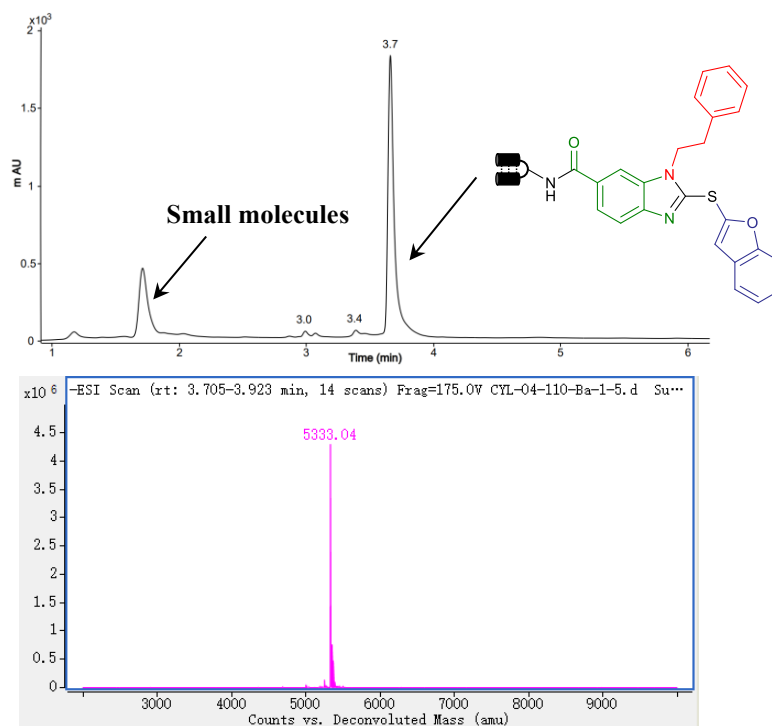 x10³
2
3.7
1.5
m AU
1
Small molecules
0.5
3.0
3.4
0
1
2
3
4
5
6
Time (min)
O
N
H
N
N
S
O
x10 6
-ESI Scan (rt: 3.705-3.923 min, 14 scans) Frag=175.0V CYL-04-110-Ba-1-5.d Su⋯
4.5
5333.04
4
3.5
3
2.5
2
1.5
1
0.5
0
3000 4000 5000 6000 7000 8000 9000
Counts vs. Deconvoluted Mass (amu)